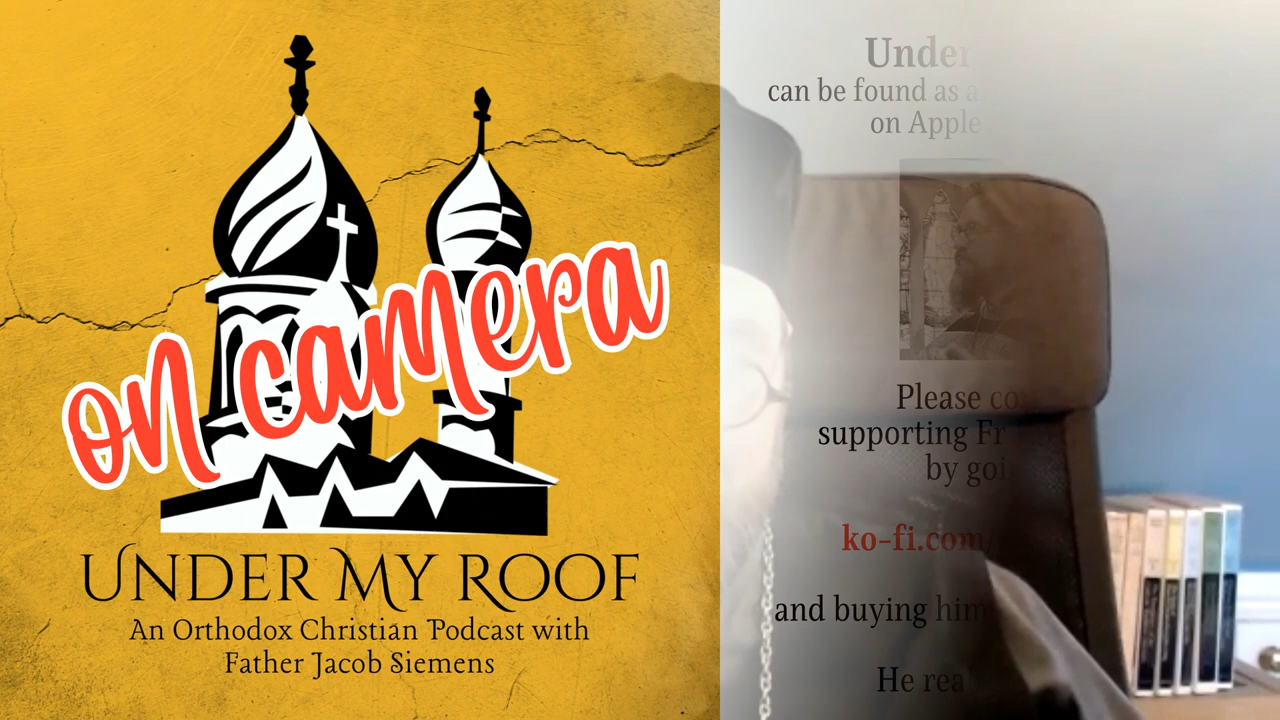 on camera
UNDER MY ROOF
An Orthodox Christian Podcast with
Father Jacob Siemens
Under
can be found as a
on Apple
Please co
supporting Fr
by goi
ko-fi.com/
and buying him
He rea